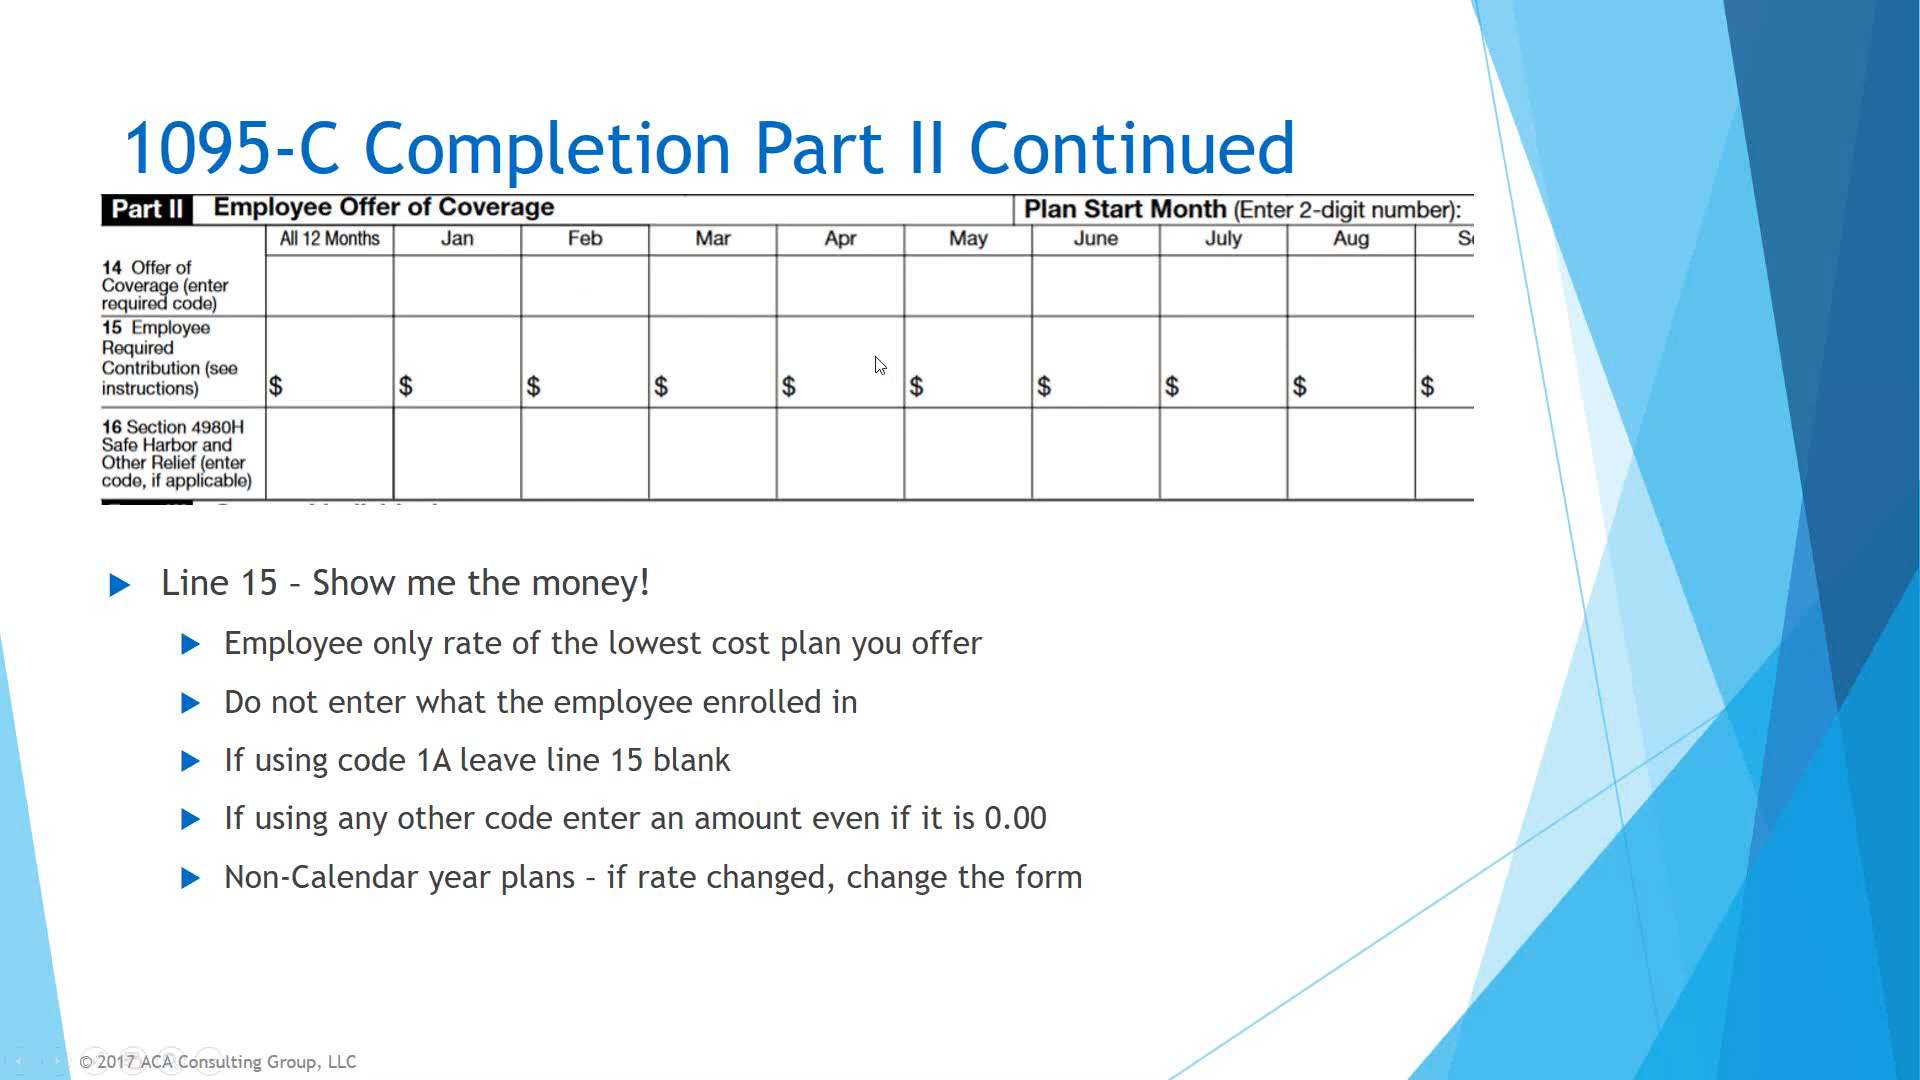 1095-C Completion Part II Continued
Part II Employee Offer of Coverage Plan Start Month (Enter 2-digit number):
All 12 Months Jan Feb Mar Apr May June July Aug
14 Offer of
Coverage (enter
required code)
15 Employee
Required
Contribution (see
instructions) $ $ $ $ $ $ $ $ $ $
16 Section 4980H
Safe Harbor and
Other Relief (enter
code, if applicable)
Line 15 – Show me the money!
Employee only rate of the lowest cost plan you offer
Do not enter what the employee enrolled in
If using code 1A leave line 15 blank
If using any other code enter an amount even if it is 0.00
Non-Calendar year plans – if rate changed, change the form
© 2017 ACA Consulting Group, LLC